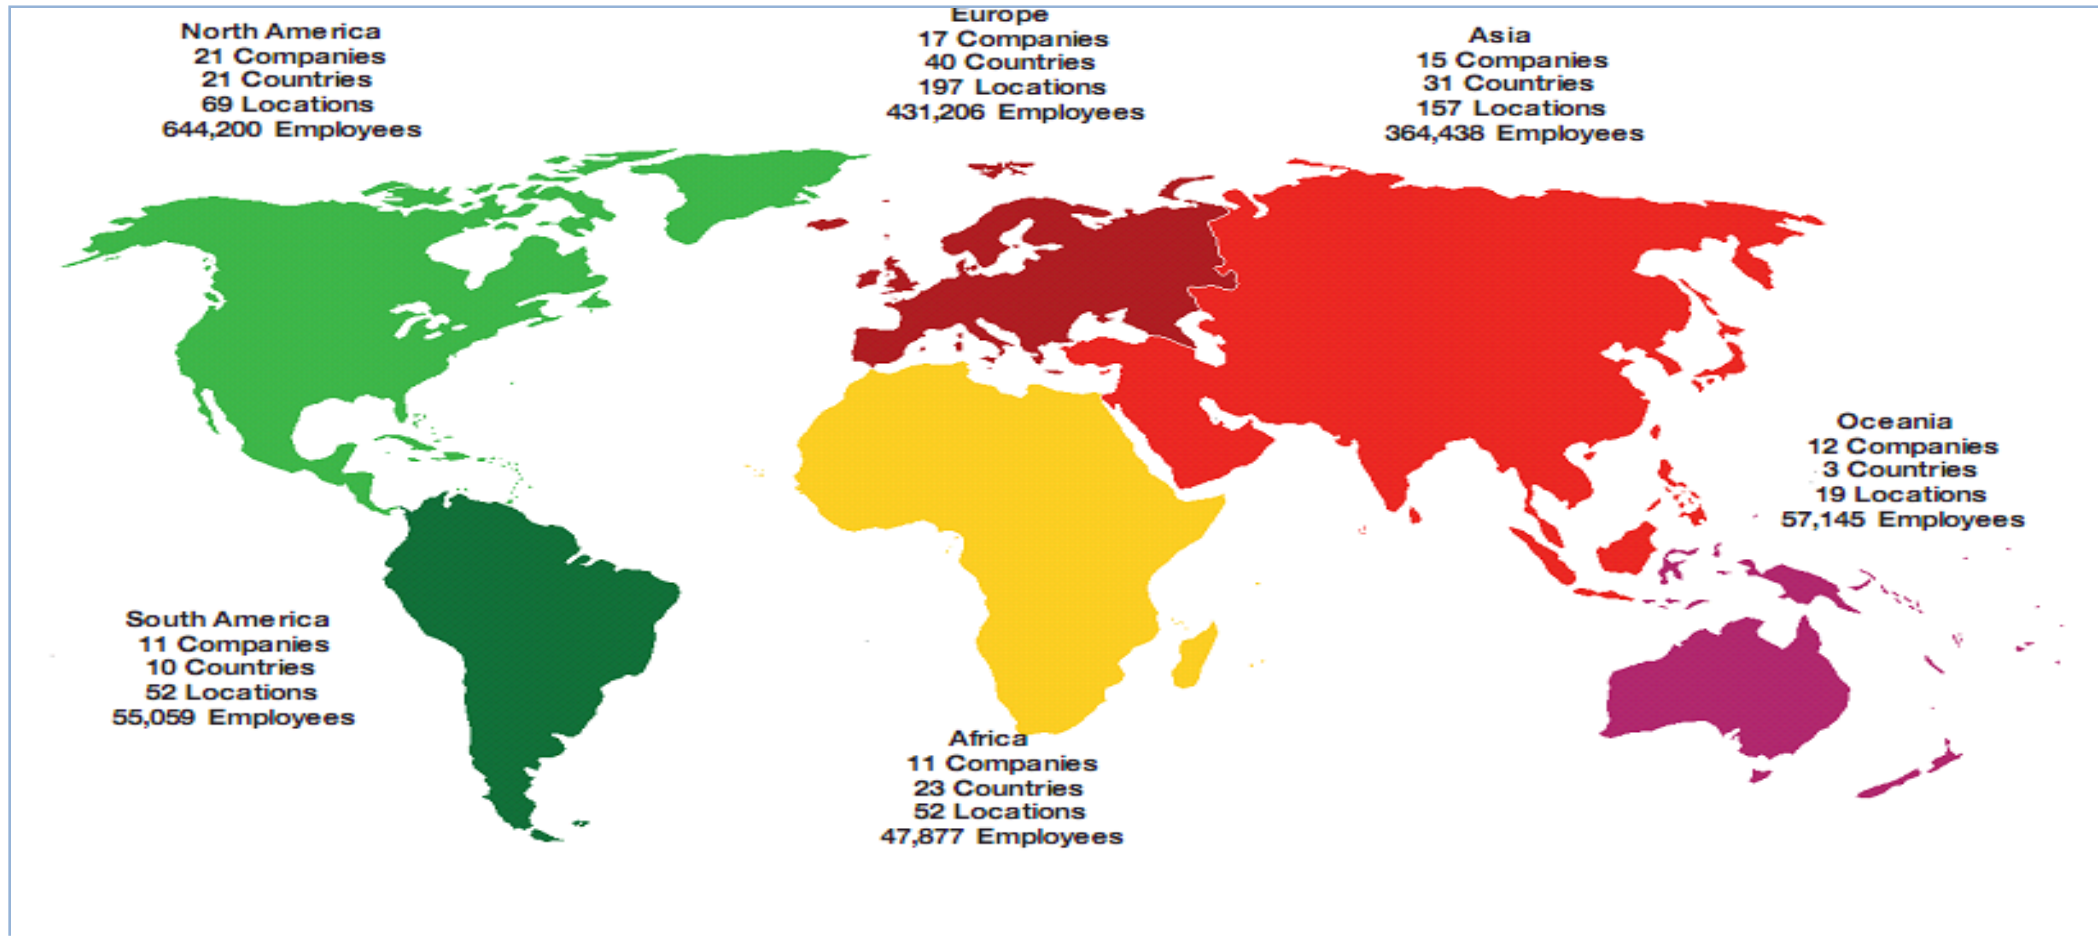 North America
21 Companies
21 Countries
69 Locations
644,200 Employees
Europe
17 Companies
40 Countries
197 Locations
431,206 Employees
Asia
15 Companies
31 Countries
157 Locations
364,438 Employees
Oceania
12 Companies
3 Countries
19 Locations
57,145 Employees
South America
11 Companies
10 Countries
52 Locations
55,059 Employees
Africa
11 Companies
23 Countries
52 Locations
47,877 Employees